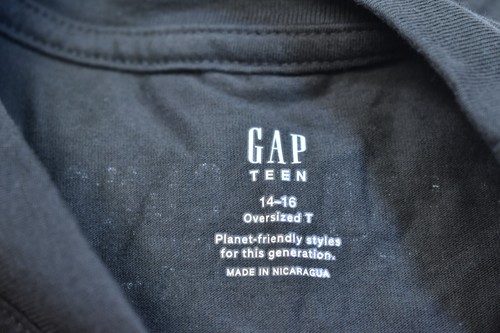 GAP
TEEN
14-16
Oversized T
Planet-friendly styles
for this generation.
MADE IN NICARAGUA